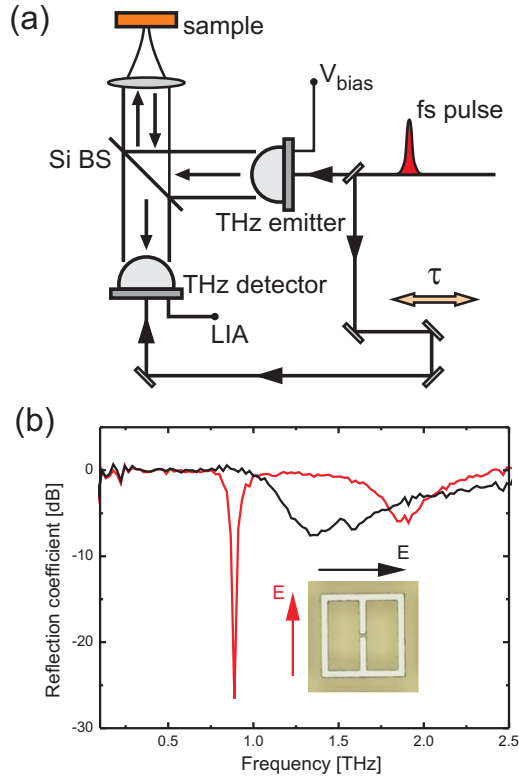 (a)
sample
V_bias
fs pulse
Si BS
THz emitter
τ
THz detector
LIA
(b)
Reflection coefficient [dB]
0
-10
-20
-30
E
E
0.5
1.0
1.5
2.0
2.5
Frequency [THz]